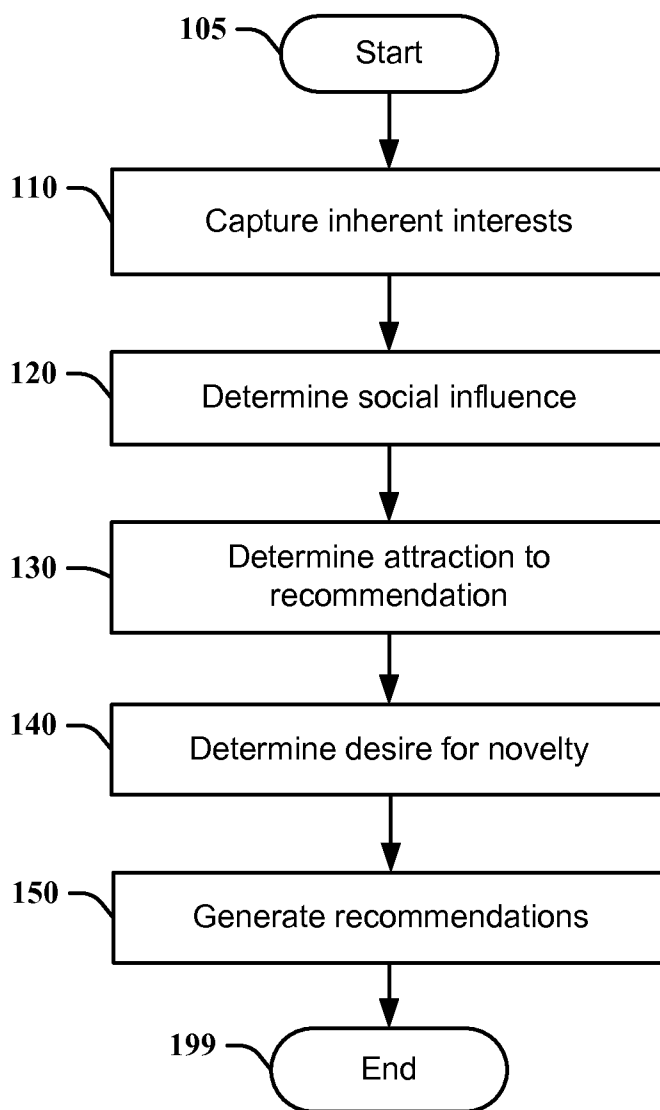 105
Start
110
Capture inherent interests
120
Determine social influence
130
Determine attraction to
recommendation
140
Determine desire for novelty
150
Generate recommendations
199
End